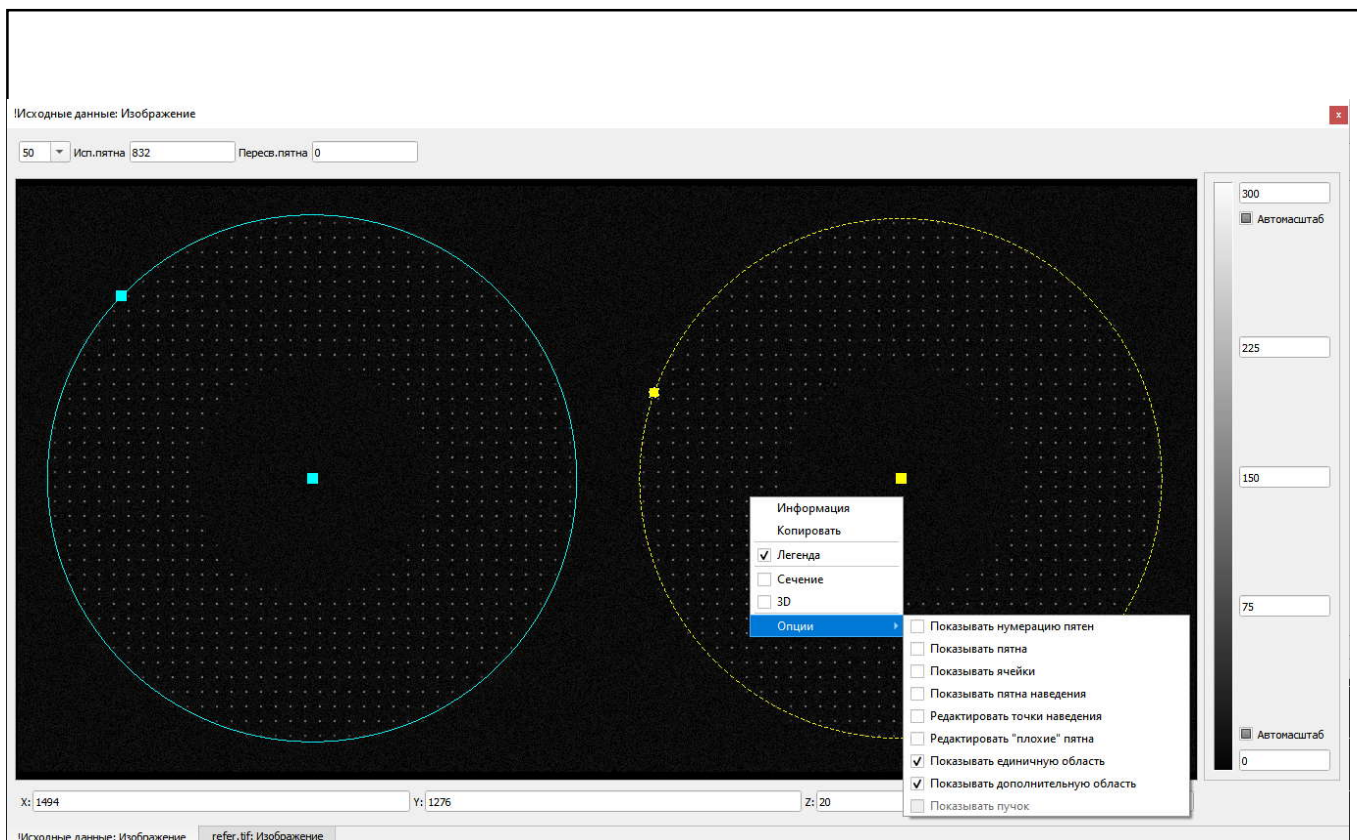 !Исходные данные: Изображение
x
50 Исп.пятна 832 Пересв.пятна 0
300
Автомасштаб
225
150
Информация
Копировать
Легенда
Сечение
3D
Опции
75
Показывать нумерацию пятен
Показывать пятна
Показывать ячейки
Показывать пятна наведения
Редактировать точки наведения
Редактировать "плохие" пятна
Показывать единичную область
Показывать дополнительную область
Показывать пучок
Автомасштаб
0
X: 1494 Y: 1276 Z: 20
!Исходные данные: Изображение refer.tif: Изображение